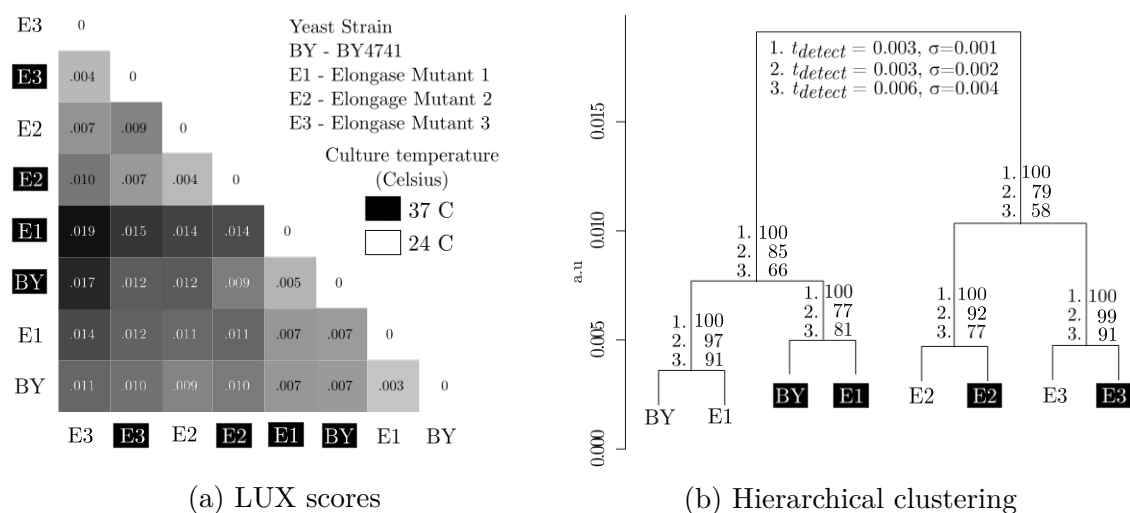 E3 0
E3 .004 0
E2 .007 .009 0
E2 .010 .007 .004 0
E1 .019 .015 .014 .014 0
BY .017 .012 .012 .009 .005 0
E1 .014 .012 .011 .011 .007 .007 0
BY .011 .010 .009 .010 .007 .007 .003 0
E3 E3 E2 E2 E1 BY E1 BY
Yeast Strain
BY - BY4741
E1 - Elongase Mutant 1
E2 - Elongage Mutant 2
E3 - Elongase Mutant 3
Culture temperature
(Celsius)
37 C
24 C
(a) LUX scores
a.u
0.015
0.010
0.005
0.000
1. tdetect = 0.003, σ=0.001
2. tdetect = 0.003, σ=0.002
3. tdetect = 0.006, σ=0.004
1. 100
2. 85
3. 66
1. 100
2. 79
3. 58
1. 100
2. 97
3. 91
1. 100
2. 77
3. 81
1. 100
2. 92
3. 77
1. 100
2. 99
3. 91
BY E1 BY E1 E2 E2 E3 E3
(b) Hierarchical clustering